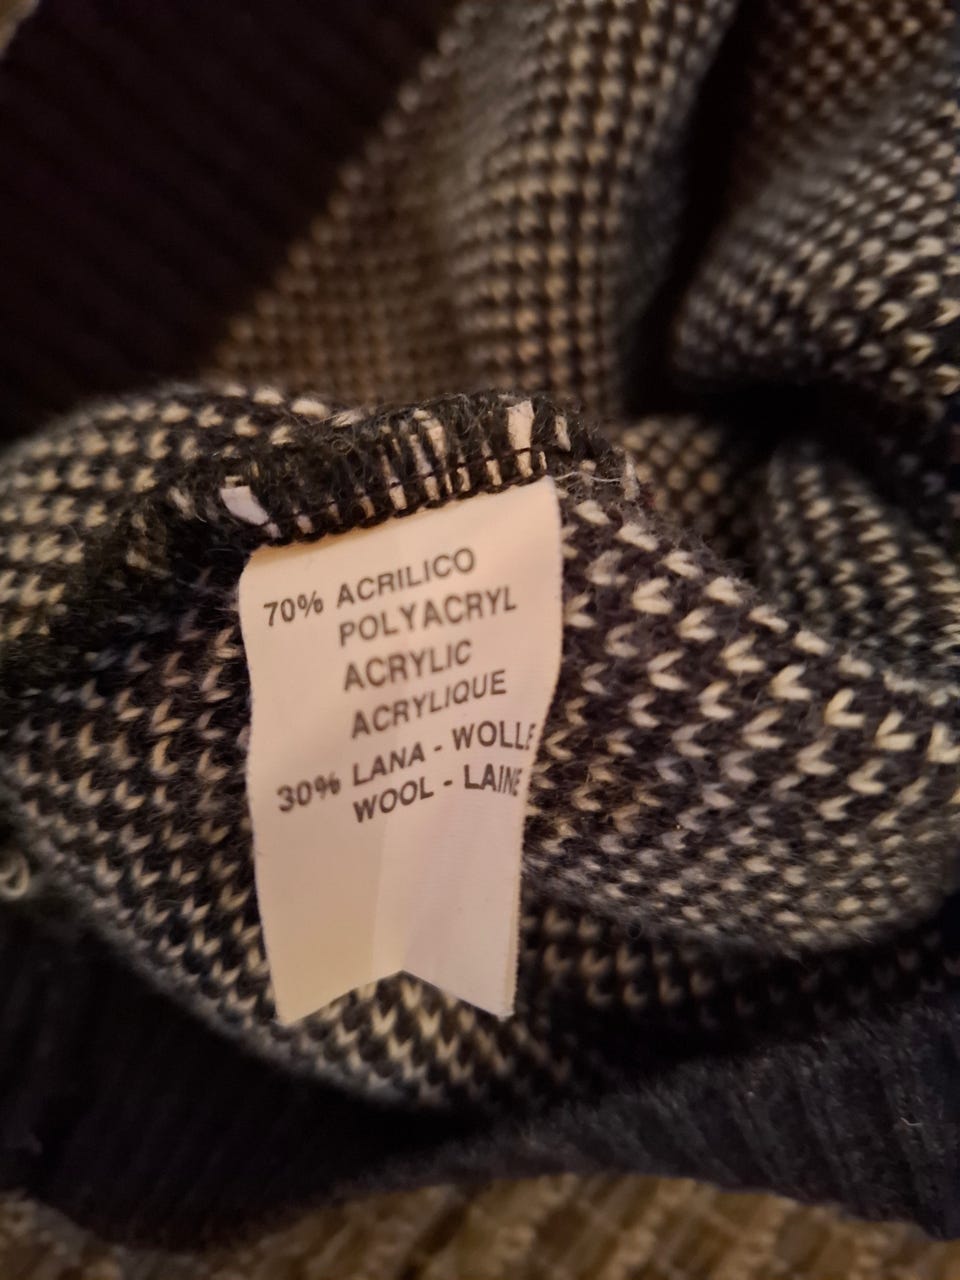 70% ACRILICO
POLYACRYL
ACRYLIC
ACRYLIQUE
30% LANA - WOLLE
WOOL - LAINE